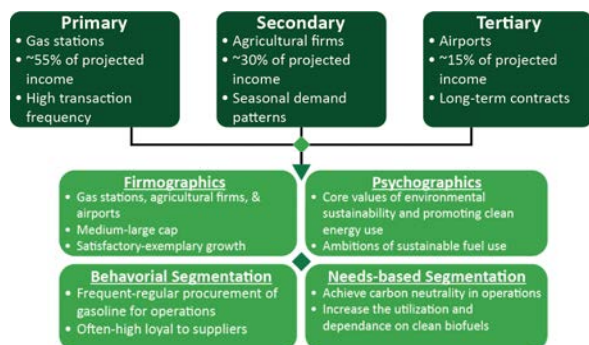 Primary
• Gas stations
• ~55% of projected
income
• High transaction
frequency
Secondary
• Agricultural firms
• ~30% of projected
income
• Seasonal demand
patterns
Tertiary
• Airports
• ~15% of projected
income
• Long-term contracts
Firmographics
• Gas stations, agricultural firms, &
airports
• Medium-large cap
• Satisfactory-exemplary growth
Psychographics
• Core values of environmental
sustainability and promoting clean
energy use
• Ambitions of sustainable fuel use
Behavorial Segmentation
• Frequent-regular procurement of
gasoline for operations
• Often-high loyal to suppliers
Needs-based Segmentation
• Achieve carbon neutrality in operations
• Increase the utilization and
dependance on clean biofuels